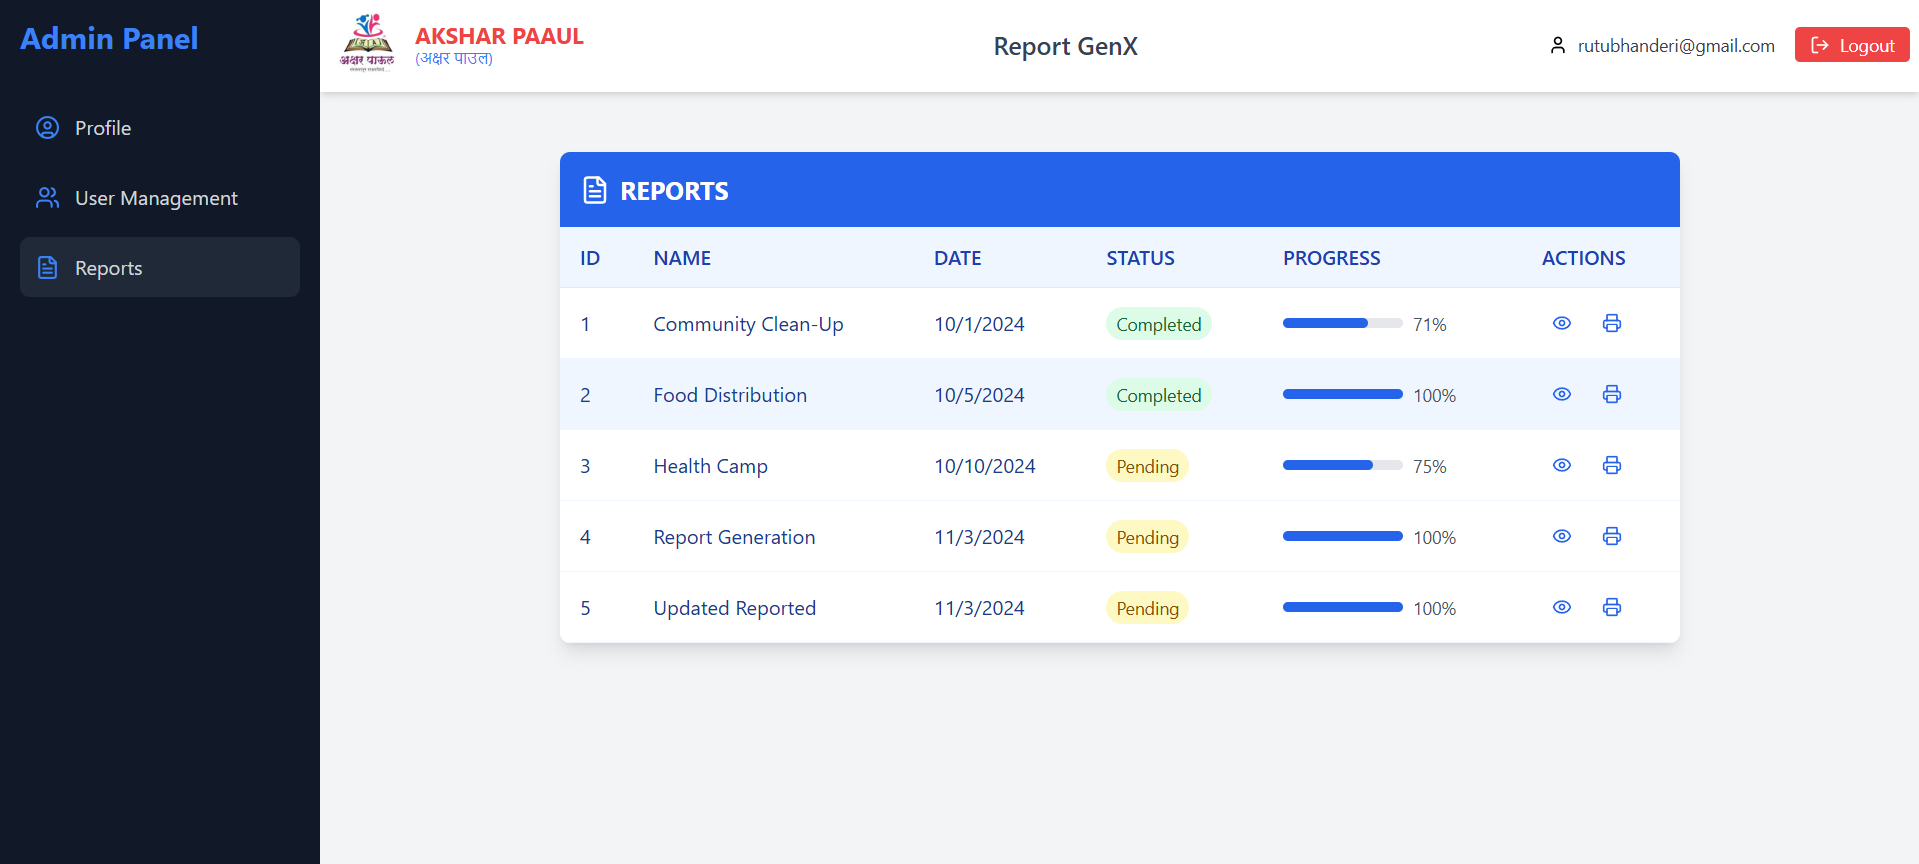 Admin Panel
Profile
User Management
Reports
अक्षर पाऊल
AKSHAR PAAUL
(अक्षर पाउल)
Report GenX
rutubhanderi@gmail.com
Logout
REPORTS
ID NAME DATE STATUS PROGRESS ACTIONS
1 Community Clean-Up 10/1/2024 Completed 71%
2 Food Distribution 10/5/2024 Completed 100%
3 Health Camp 10/10/2024 Pending 75%
4 Report Generation 11/3/2024 Pending 100%
5 Updated Reported 11/3/2024 Pending 100%